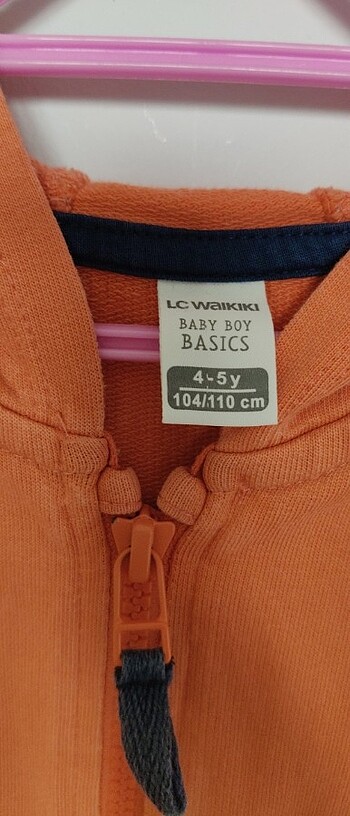 LC WAIKIKI
BABY BOY
BASICS
4-5 y
104/110 cm